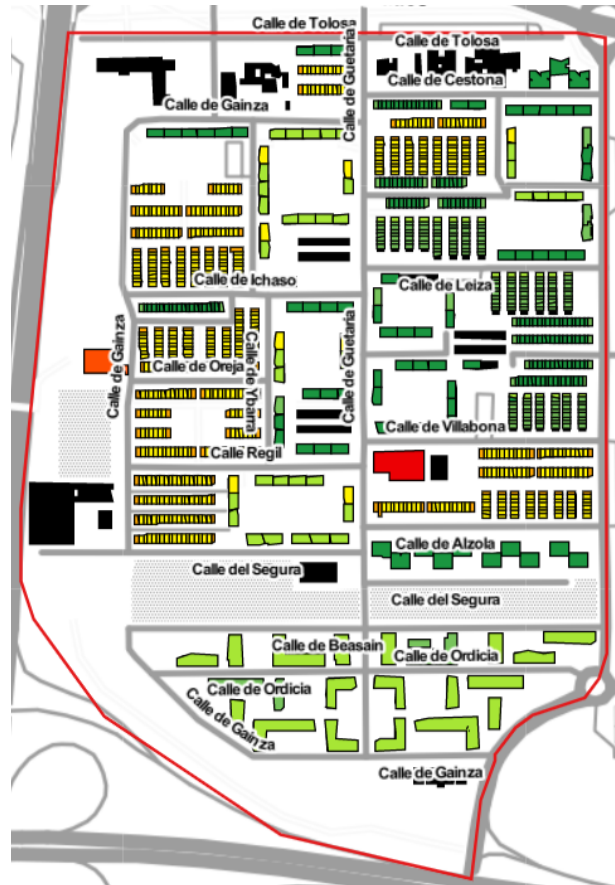 Calle de Tolosa
Calle de Tolosa
Calle de Guetaria
Calle de Cestona
Calle de Gainza
Calle de Ichaso
Calle de Leiza
Calle de Gainza
Calle de Oreja
Calle de Ybarra
Calle de Guetaria
Calle de Villabona
Calle Regil
Calle de Alzola
Calle del Segura
Calle del Segura
Calle de Beasain
Calle de Ordicia
Calle de Ordicia
Calle de Gainza
Calle de Gainza